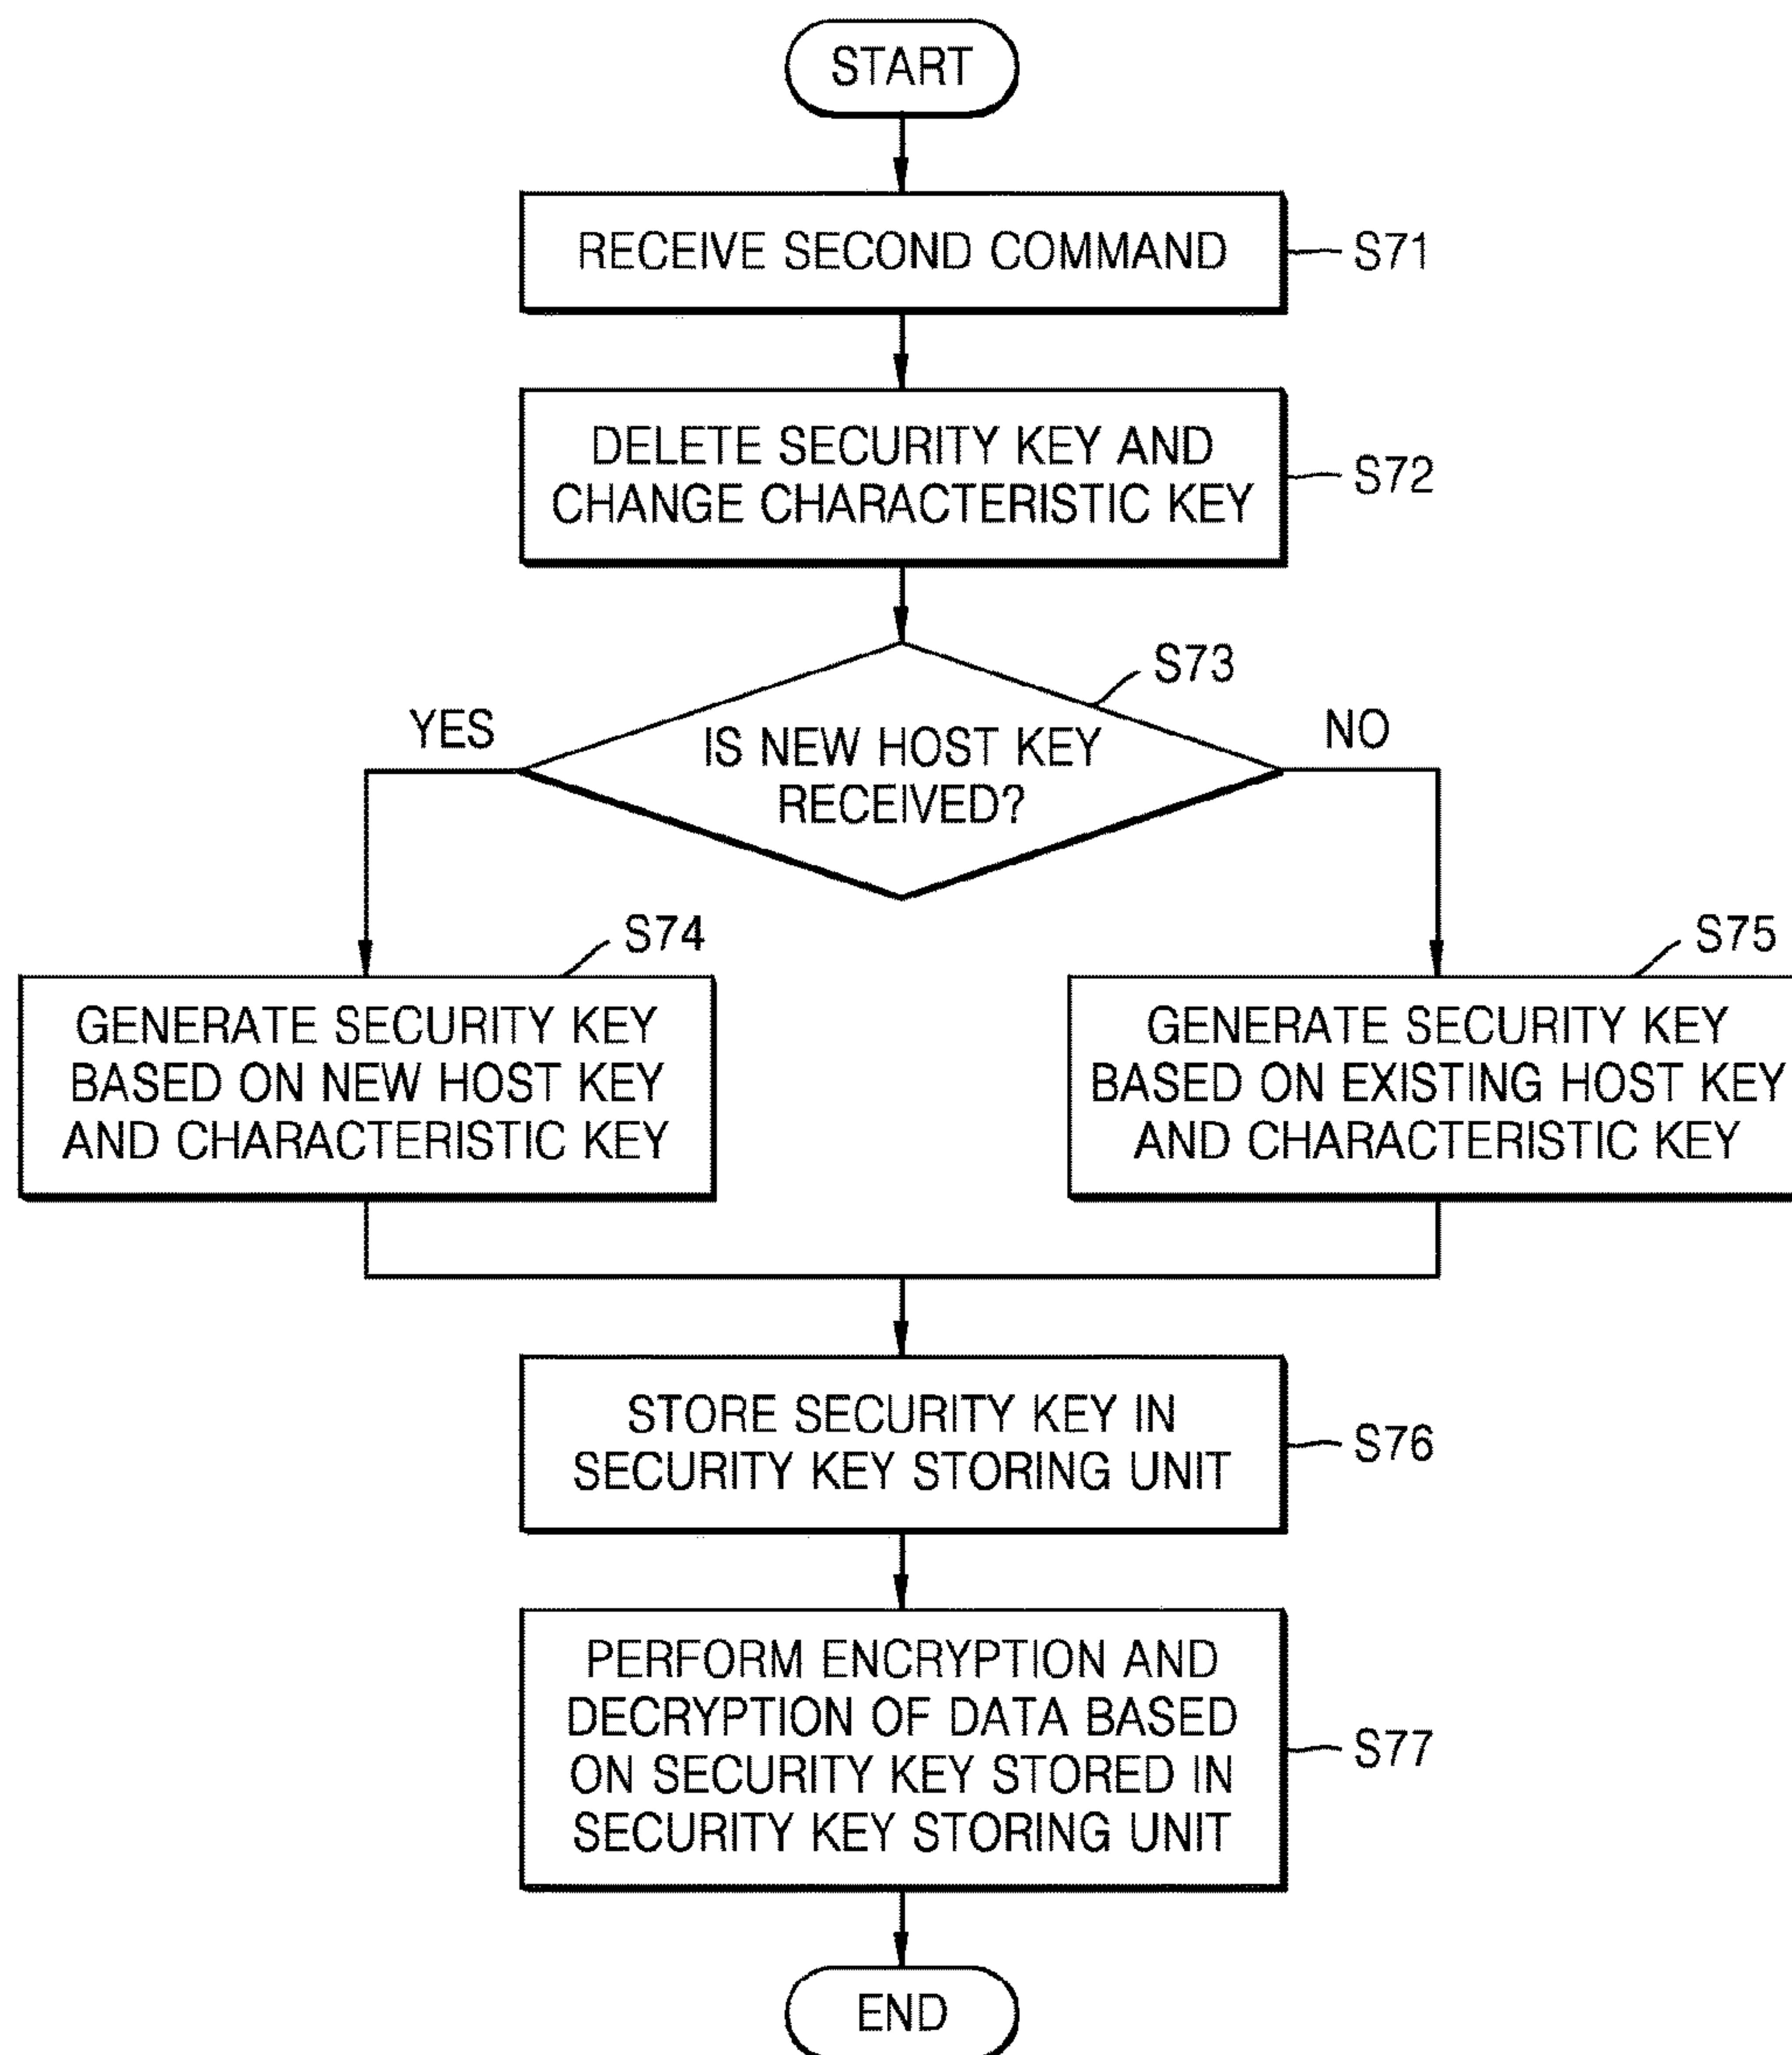 START
RECEIVE SECOND COMMAND
S71
DELETE SECURITY KEY AND
CHANGE CHARACTERISTIC KEY
S72
S73
YES
IS NEW HOST KEY
RECEIVED?
NO
S74
GENERATE SECURITY KEY
BASED ON NEW HOST KEY
AND CHARACTERISTIC KEY
S75
GENERATE SECURITY KEY
BASED ON EXISTING HOST KEY
AND CHARACTERISTIC KEY
STORE SECURITY KEY IN
SECURITY KEY STORING UNIT
S76
PERFORM ENCRYPTION AND
DECRYPTION OF DATA BASED
ON SECURITY KEY STORED IN
SECURITY KEY STORING UNIT
S77
END